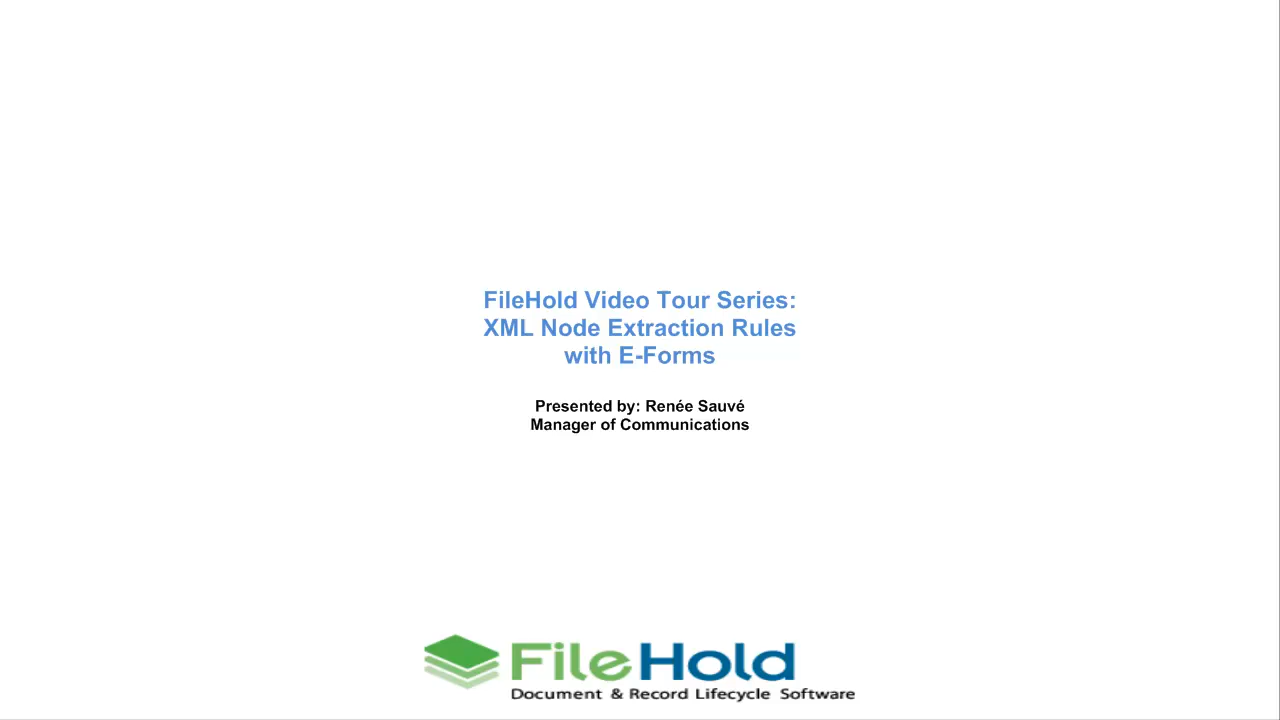 FileHold Video Tour Series:
XML Node Extraction Rules
with E-Forms
Presented by: Renée Sauvé
Manager of Communications
FileHold
Document & Record Lifecycle Software